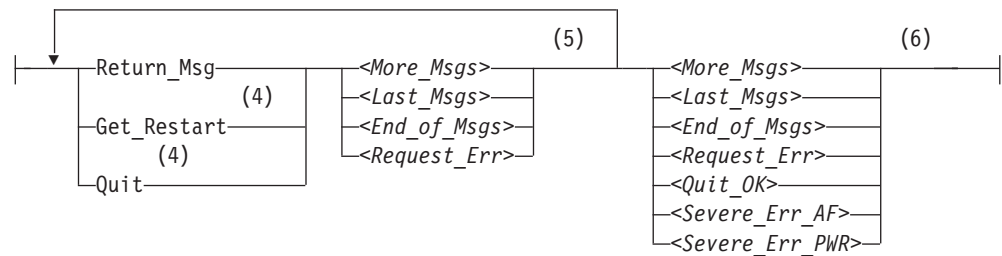 (5) (6)
Return_Msg <More_Msgs> <More_Msgs>
(4) <Last_Msgs> <Last_Msgs>
Get_Restart <End_of_Msgs> <End_of_Msgs>
(4) <Request_Err> <Request_Err>
Quit <Quit_OK>
<Severe_Err_AF>
<Severe_Err_PWR>